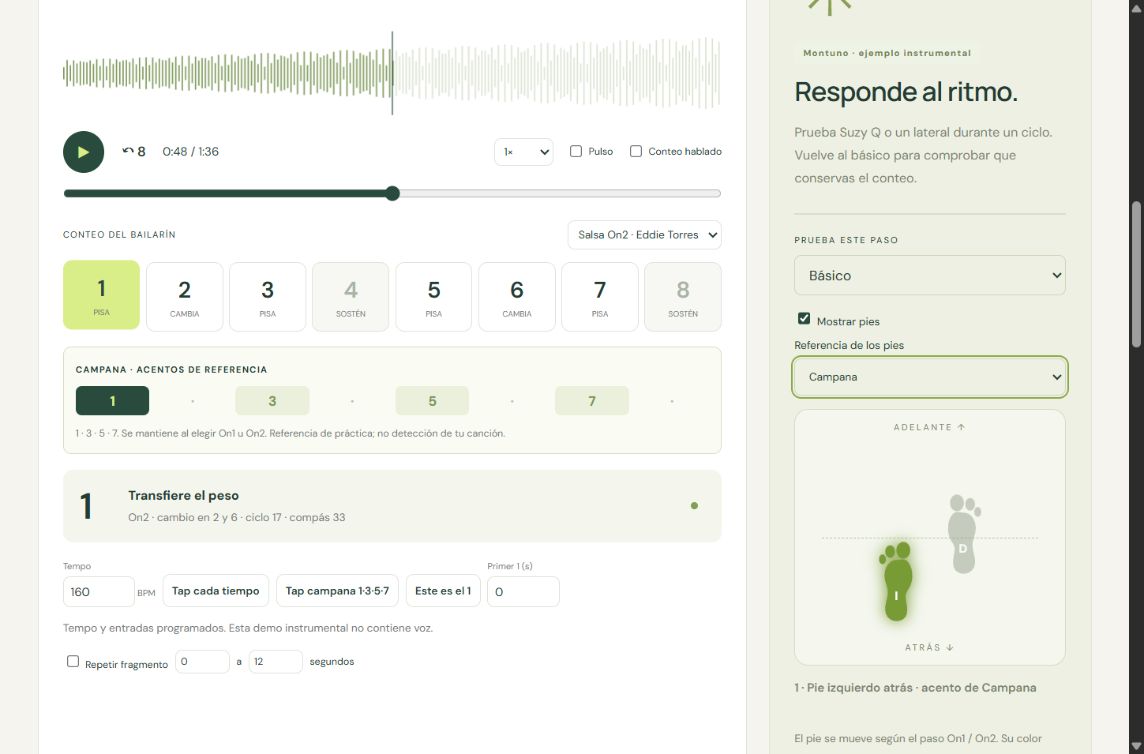 8
0:48 / 1:36
1×
Pulso
Conteo hablado
CONTEO DEL BAILARÍN
Salsa On2 · Eddie Torres
1
PISA
2
CAMBIA
3
PISA
4
SOSTÉN
5
PISA
6
CAMBIA
7
PISA
8
SOSTÉN
CAMPANA · ACENTOS DE REFERENCIA
1 · 3 · 5 · 7 ·
1 · 3 · 5 · 7. Se mantiene al elegir On1 u On2. Referencia de práctica; no detección de tu canción.
1
Transfiere el peso
On2 · cambio en 2 y 6 · ciclo 17 · compás 33
Tempo
160
BPM
Tap cada tiempo
Tap campana 1·3·5·7
Este es el 1
Primer 1 (s)
0
Tempo y entradas programados. Esta demo instrumental no contiene voz.
Repetir fragmento
0
a
12
segundos
Montuno · ejemplo instrumental
Responde al ritmo.
Prueba Suzy Q o un lateral durante un ciclo.
Vuelve al básico para comprobar que
conservas el conteo.
PRUEBA ESTE PASO
Básico
Mostrar pies
Referencia de los pies
Campana
ADELANTE ↑
D
I
ATRÁS ↓
1 · Pie izquierdo atrás · acento de Campana
El pie se mueve según el paso On1 / On2. Su color